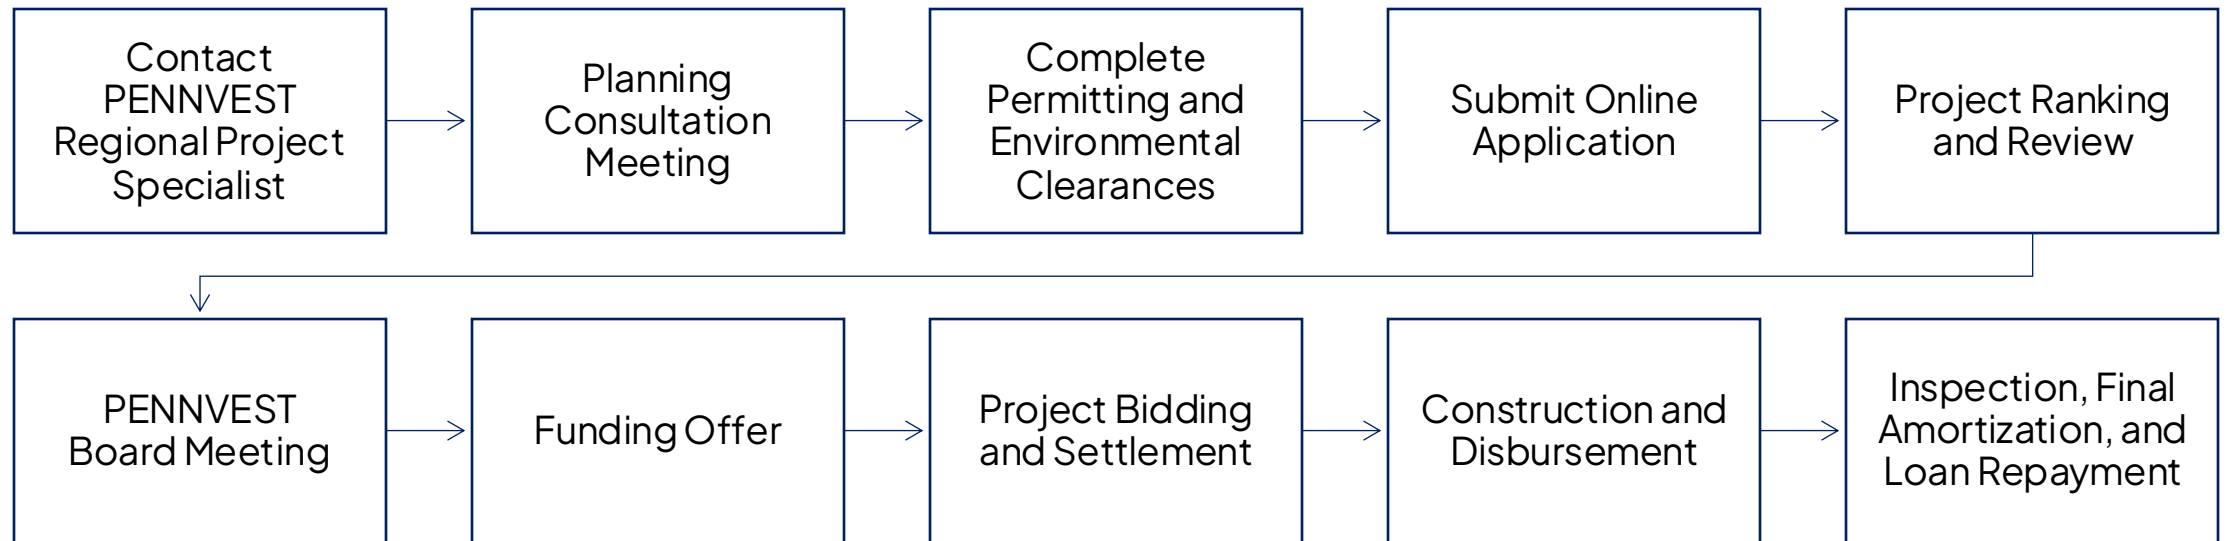 Contact
PENNVEST
Regional Project
Specialist
Planning
Consultation
Meeting
Complete
Permitting and
Environmental
Clearances
Submit Online
Application
Project Ranking
and Review
PENNVEST
Board Meeting
Funding Offer
Project Bidding
and Settlement
Construction and
Disbursement
Inspection, Final
Amortization, and
Loan Repayment